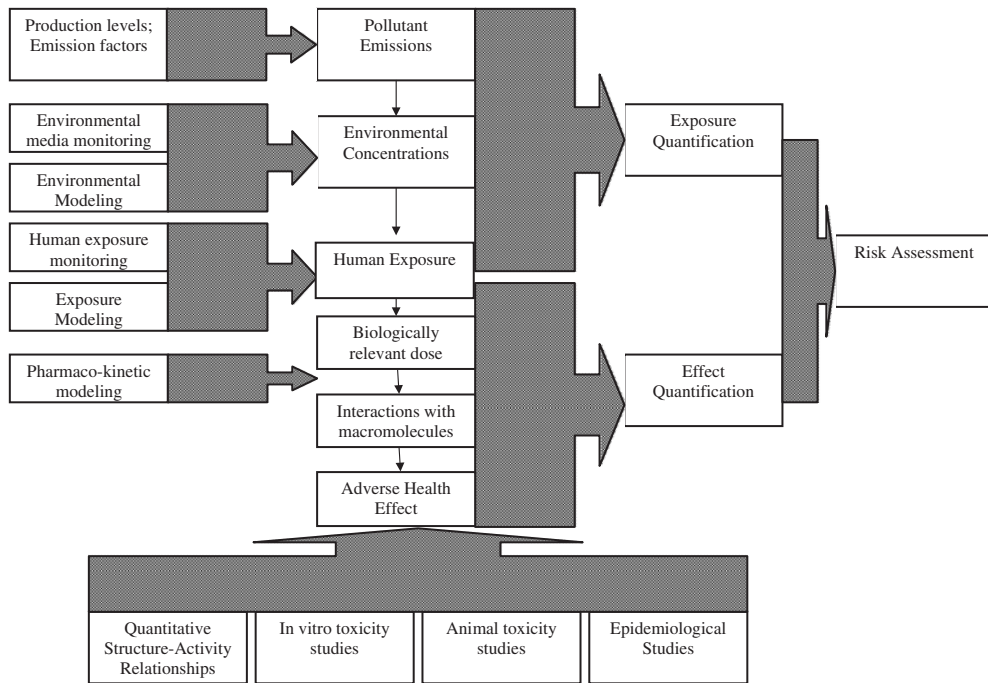 Production levels;
Emission factors
Pollutant
Emissions
Environmental
media monitoring
Environmental
Modeling
Environmental
Concentrations
Exposure
Quantification
Human exposure
monitoring
Exposure
Modeling
Human Exposure
Risk Assessment
Biologically
relevant dose
Pharmaco-kinetic
modeling
Effect
Quantification
Interactions with
macromolecules
Adverse Health
Effect
Quantitative
Structure-Activity
Relationships
In vitro toxicity
studies
Animal toxicity
studies
Epidemiological
Studies